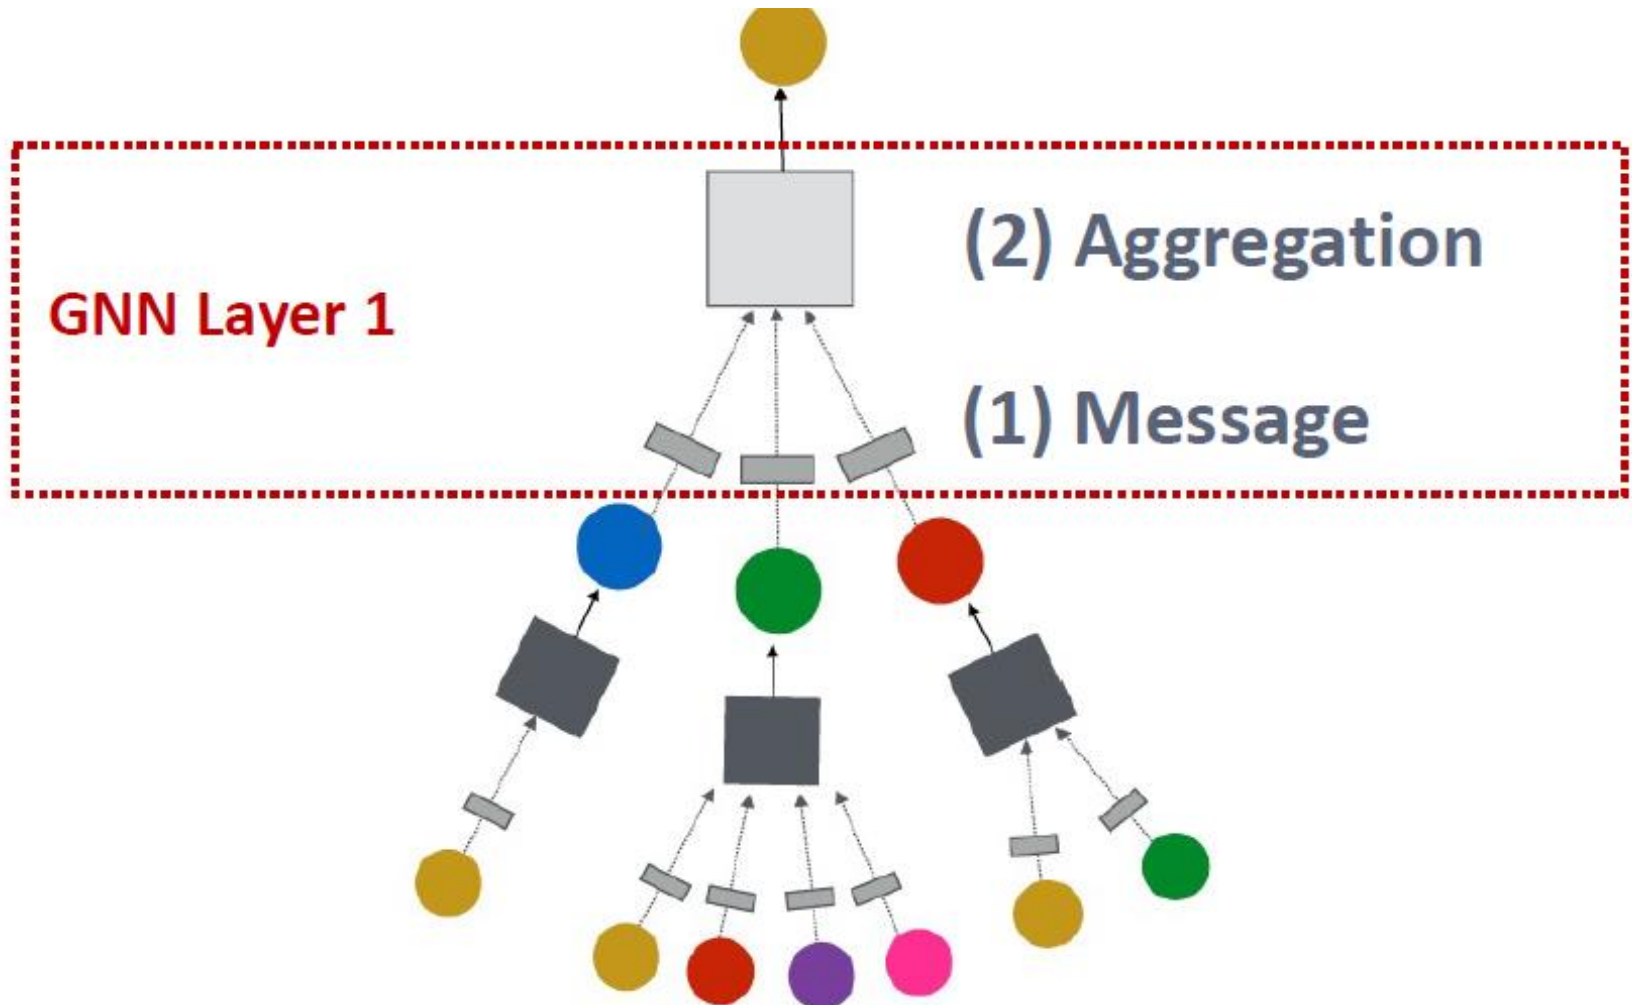 (2) Aggregation
GNN Layer 1
(1) Message